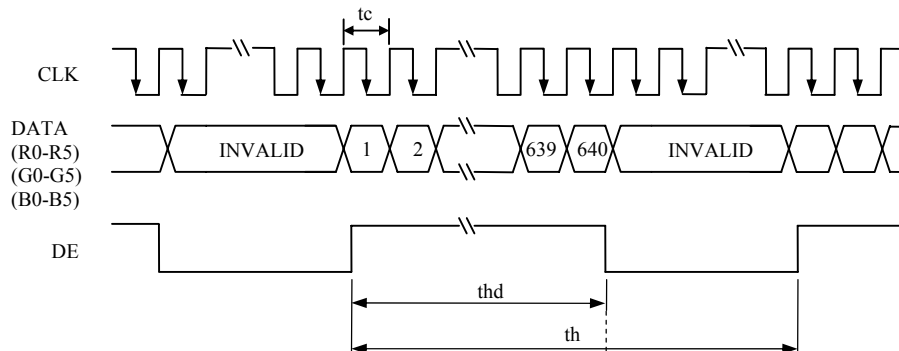 tc
CLK
DATA
(R0-R5)
(G0-G5)
(B0-B5)
INVALID 1 2 639 640 INVALID
DE
thd
th